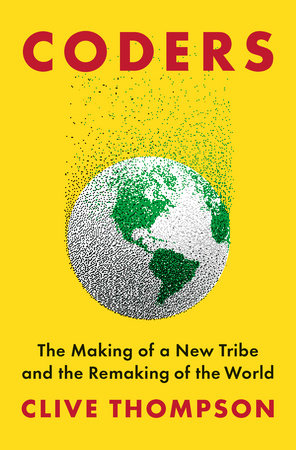 CODERS
The Making of a New Tribe
and the Remaking of the World
CLIVE THOMPSON